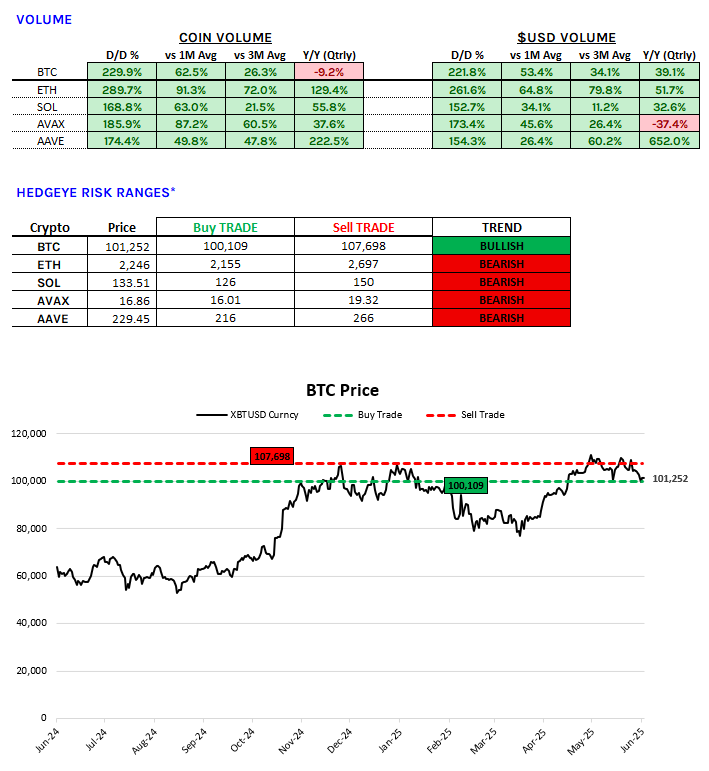 VOLUME
COIN VOLUME $USD VOLUME
D/D % vs 1M Avg vs 3M Avg Y/Y (Qtrly) D/D % vs 1M Avg vs 3M Avg Y/Y (Qtrly)
BTC 229.9% 62.5% 26.3% -9.2% 221.8% 53.4% 34.1% 39.1%
ETH 289.7% 91.3% 72.0% 129.4% 261.6% 64.8% 79.8% 51.7%
SOL 168.8% 63.0% 21.5% 55.8% 152.7% 34.1% 11.2% 32.6%
AVAX 185.9% 87.2% 60.5% 37.6% 173.4% 45.6% 26.4% -37.4%
AAVE 174.4% 49.8% 47.8% 222.5% 154.3% 26.4% 60.2% 652.0%
HEDGEYE RISK RANGES*
Crypto Price Buy TRADE Sell TRADE TREND
BTC 101,252 100,109 107,698 BULLISH
ETH 2,246 2,155 2,697 BEARISH
SOL 133.51 126 150 BEARISH
AVAX 16.86 16.01 19.32 BEARISH
AAVE 229.45 216 266 BEARISH
BTC Price
XBTUSD Curncy Buy Trade Sell Trade
120,000
107,698
100,000
100,109
101,252
80,000
60,000
40,000
20,000
0
Jun-24 Jul-24 Aug-24 Sep-24 Oct-24 Nov-24 Dec-24 Jan-25 Feb-25 Mar-25 Apr-25 May-25 Jun-25